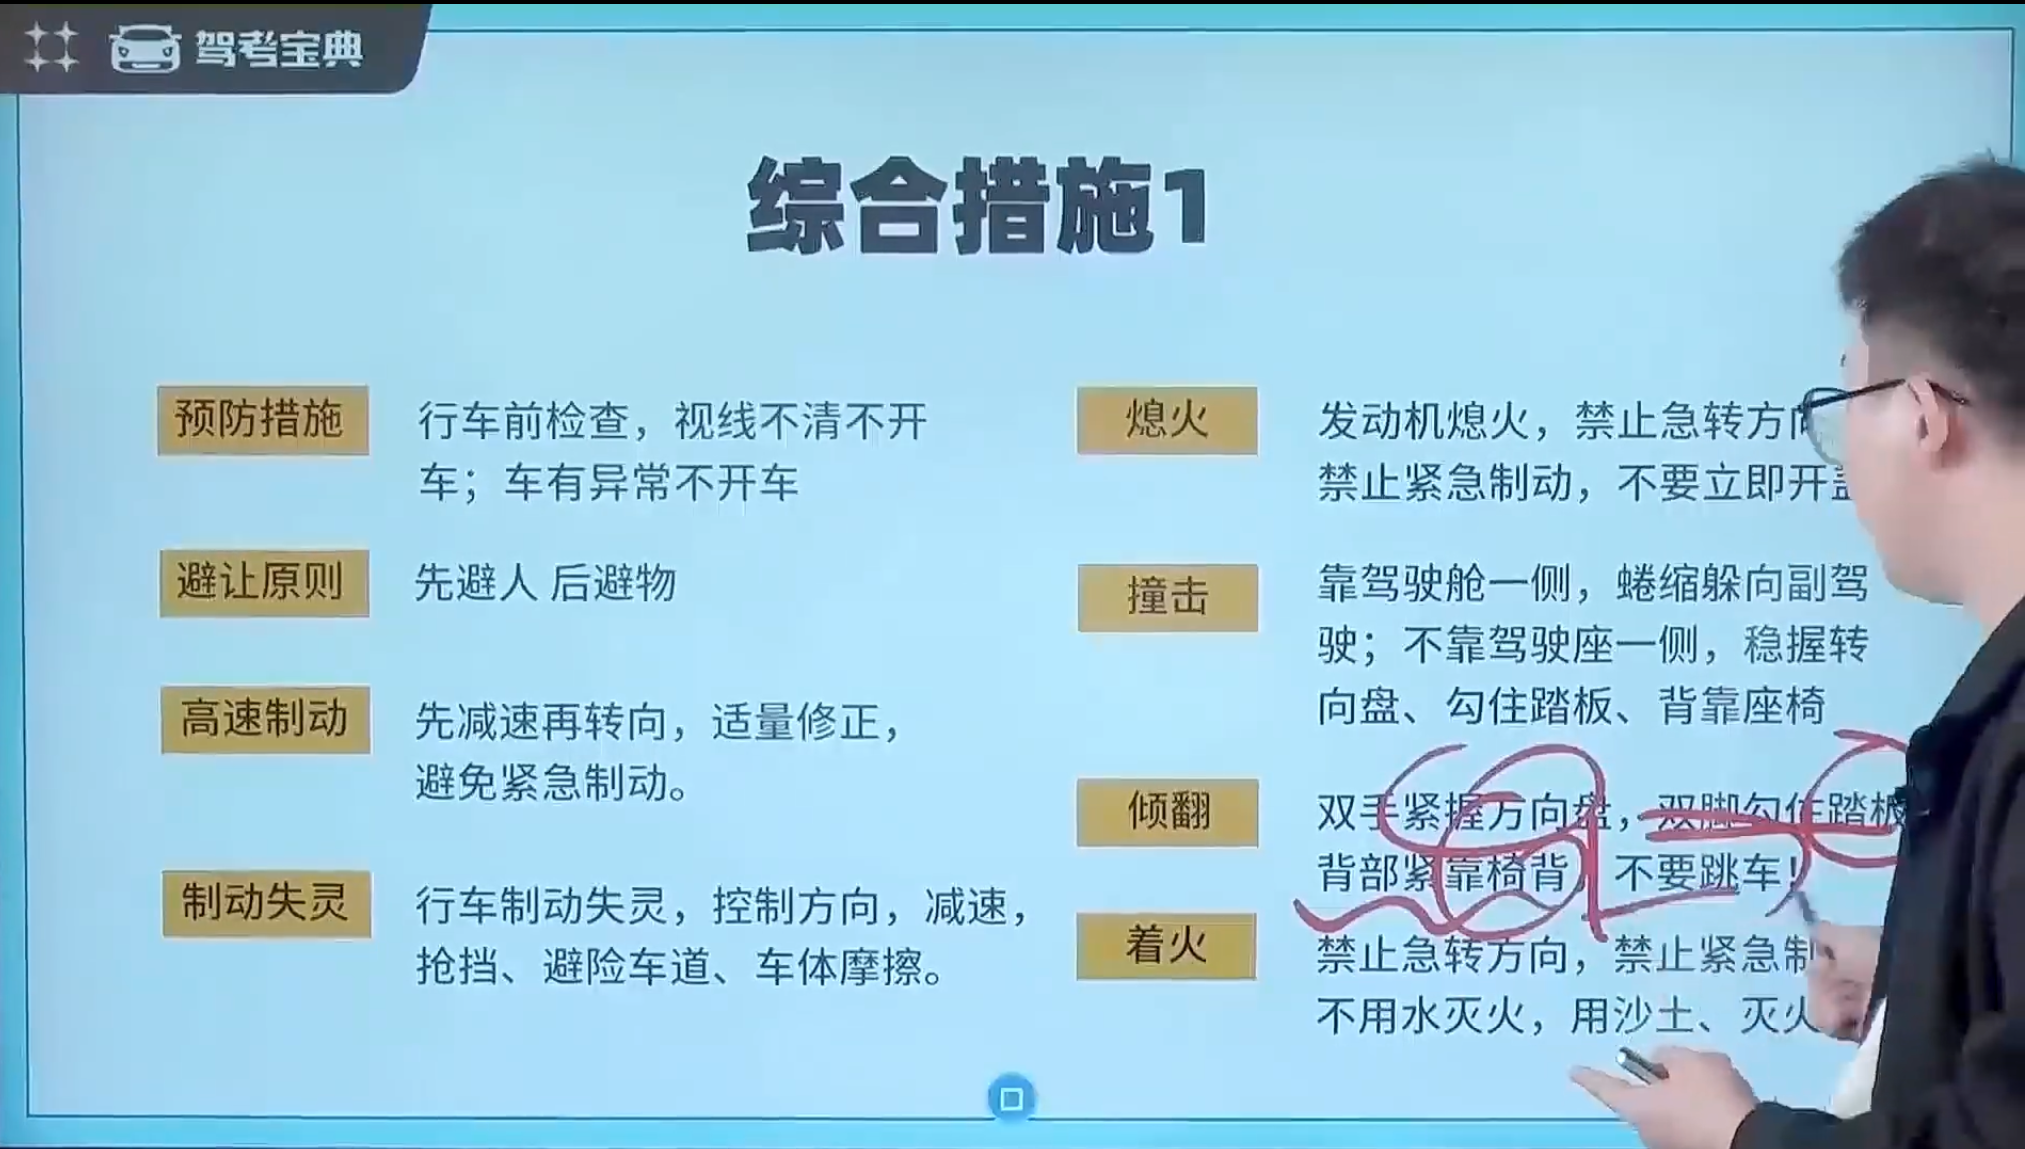 驾考宝典
综合措施1
预防措施
行车前检查，视线不清不开
车；车有异常不开车
避让原则
先避人 后避物
高速制动
先减速再转向，适量修正，
避免紧急制动。
制动失灵
行车制动失灵，控制方向，减速，
抢挡、避险车道、车体摩擦。
熄火
发动机熄火，禁止急转方向
禁止紧急制动，不要立即开盖
撞击
靠驾驶舱一侧，蜷缩躲向副驾
驶；不靠驾驶座一侧，稳握转
向盘、勾住踏板、背靠座椅
倾翻
双手紧握方向盘，双脚勾住踏板
背部紧靠椅背，不要跳车！
着火
禁止急转方向，禁止紧急制
不用水灭火，用沙土、灭火